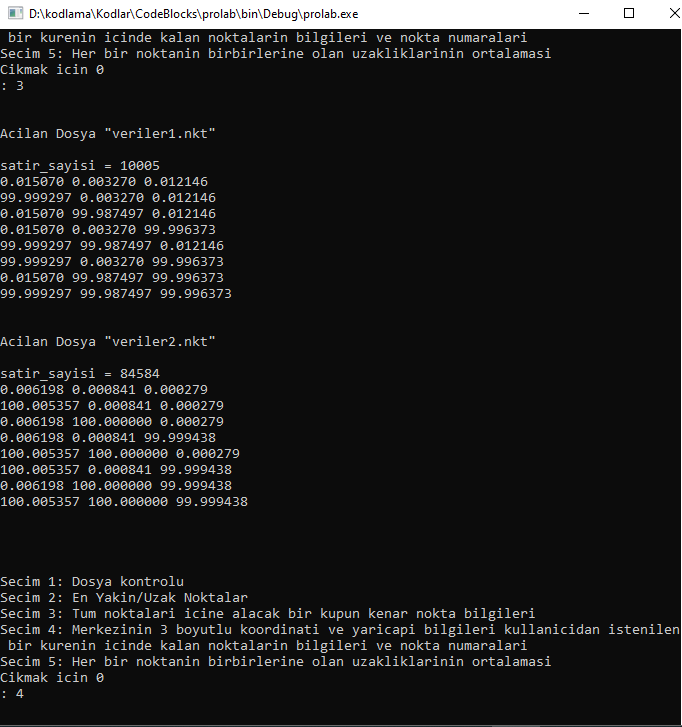 D:\kodlama\Kodlar\CodeBlocks\prolab\bin\Debug\prolab.exe
bir kurenin icinde kalan noktalarin bilgileri ve nokta numaralari
Secim 5: Her bir noktanin birbirlerine olan uzakliklarinin ortalamasi
Cikmak icin 0
: 3
Acilan Dosya "veriler1.nkt"
satir_sayisi = 10005
0.015070 0.003270 0.012146
99.999297 0.003270 0.012146
0.015070 99.987497 0.012146
0.015070 0.003270 99.996373
99.999297 99.987497 0.012146
99.999297 0.003270 99.996373
0.015070 99.987497 99.996373
99.999297 99.987497 99.996373
Acilan Dosya "veriler2.nkt"
satir_sayisi = 84584
0.006198 0.000841 0.000279
100.005357 0.000841 0.000279
0.006198 100.000000 0.000279
0.006198 0.000841 99.999438
100.005357 100.000000 0.000279
100.005357 0.000841 99.999438
0.006198 100.000000 99.999438
100.005357 100.000000 99.999438
Secim 1: Dosya kontrolu
Secim 2: En Yakin/Uzak Noktalar
Secim 3: Tum noktalari icine alacak bir kupun kenar nokta bilgileri
Secim 4: Merkezinin 3 boyutlu koordinati ve yaricapi bilgileri kullanicidan istenilen
bir kurenin icinde kalan noktalarin bilgileri ve nokta numaralari
Secim 5: Her bir noktanin birbirlerine olan uzakliklarinin ortalamasi
Cikmak icin 0
: 4